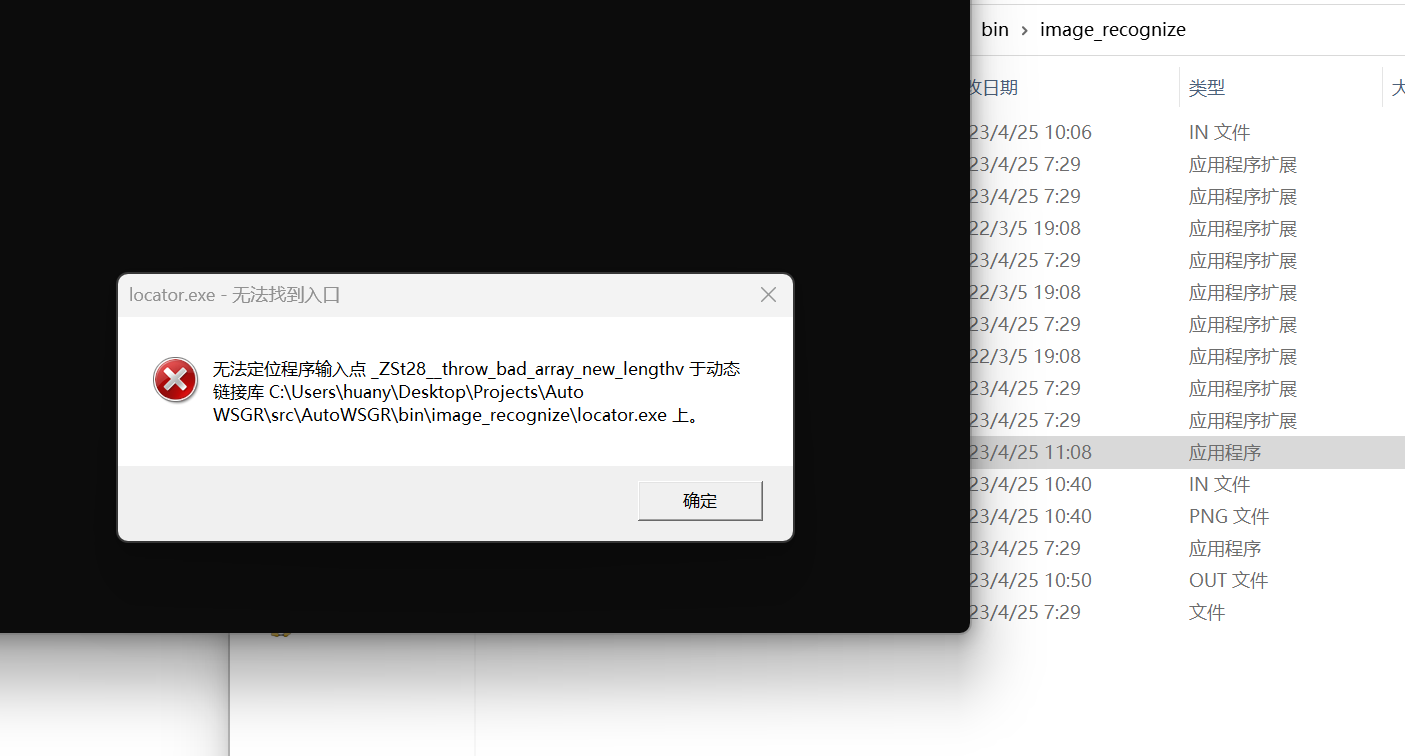 bin › image_recognize
改日期 类型 大
23/4/25 10:06 IN 文件
23/4/25 7:29 应用程序扩展
23/4/25 7:29 应用程序扩展
22/3/5 19:08 应用程序扩展
23/4/25 7:29 应用程序扩展
22/3/5 19:08 应用程序扩展
23/4/25 7:29 应用程序扩展
22/3/5 19:08 应用程序扩展
23/4/25 7:29 应用程序扩展
23/4/25 7:29 应用程序扩展
23/4/25 11:08 应用程序
23/4/25 10:40 IN 文件
23/4/25 10:40 PNG 文件
23/4/25 7:29 应用程序
23/4/25 10:50 OUT 文件
23/4/25 7:29 文件
locator.exe - 无法找到入口
无法定位程序输入点 _ZSt28__throw_bad_array_new_lengthv 于动态
链接库 C:\Users\huany\Desktop\Projects\Auto
WSGR\src\AutoWSGR\bin\image_recognize\locator.exe 上。
确定